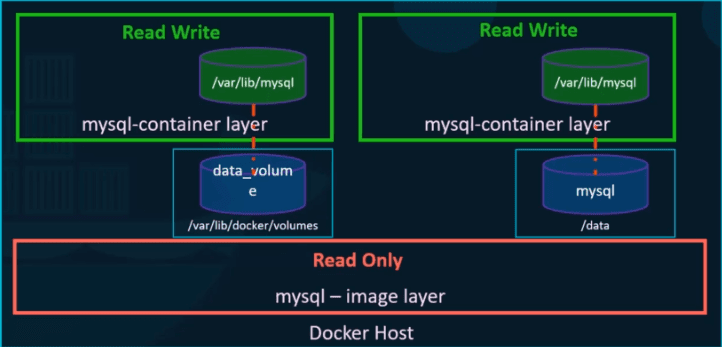 Read Write
/var/lib/mysql
mysql-container layer
data_volum
e
/var/lib/docker/volumes
Read Write
/var/lib/mysql
mysql-container layer
mysql
/data
Read Only
mysql – image layer
Docker Host